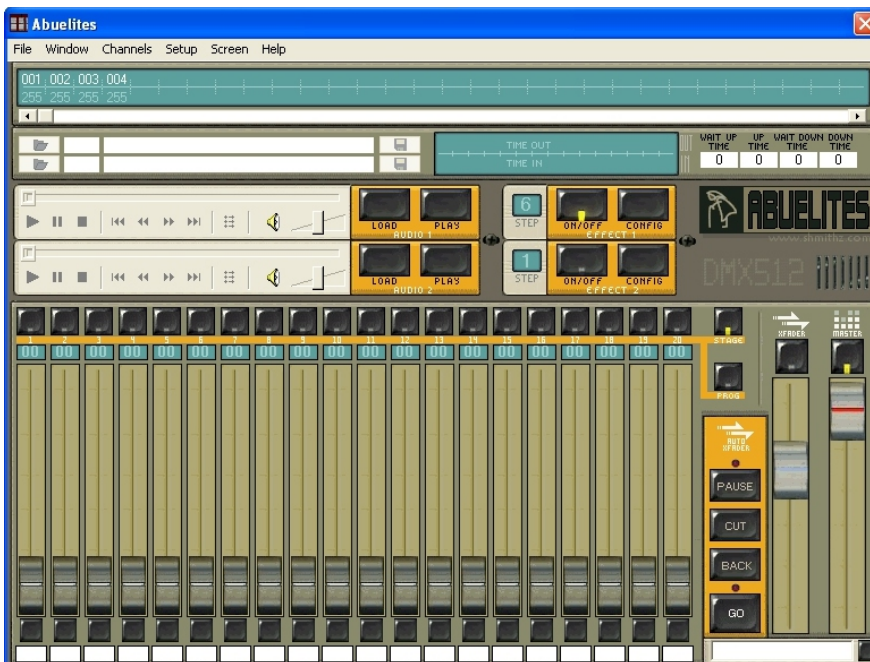 Abuelites
File Window Channels Setup Screen Help
001 002 003 004
255 255 255 255
TIME OUT
TIME IN
WAIT UP TIME UP TIME WAIT DOWN TIME DOWN TIME
0 0 0 0
LOAD PLAY
AUDIO 1
6
STEP
ON/OFF CONFIG
EFFECT 1
ABUELITES
www.shmithz.com
LOAD PLAY
AUDIO 2
1
STEP
ON/OFF CONFIG
EFFECT 2
DMX512
1 2 3 4 5 6 7 8 9 10 11 12 13 14 15 16 17 18 19 20
00 00 00 00 00 00 00 00 00 00 00 00 00 00 00 00 00 00 00 00
STAGE
XFADER
MASTER
PROG
AUTO
XFADER
PAUSE
CUT
BACK
GO